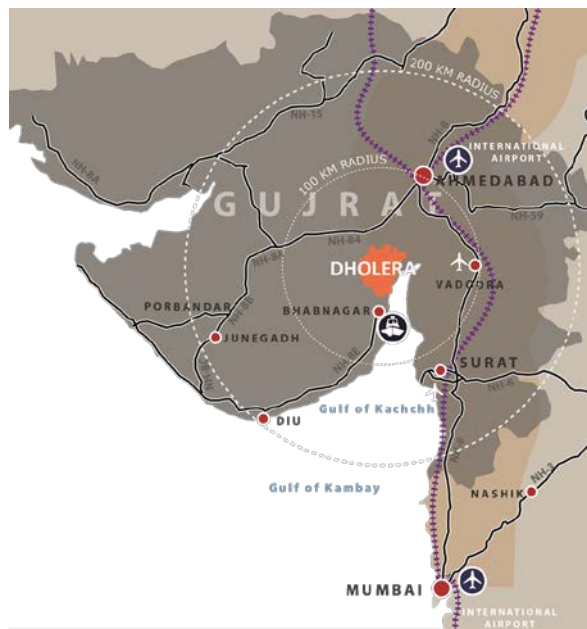 200 KM RADIUS
NH-15
NH-8
INTERNATIONAL
AIRPORT
NH-8A
100 KM RADIUS
AHMEDABAD
GUJRAT
NH-59
NH-84
NH-8A
DHOLERA
VADOORA
PORBANDAR
NH-8B
BHABNAGAR
JUNEGADH
NH-8E
SURAT
NH-6
Gulf of Kachchh
DIU
Gulf of Kambay
NH-3
NASHIK
MUMBAI
INTERNATIONAL
AIRPORT